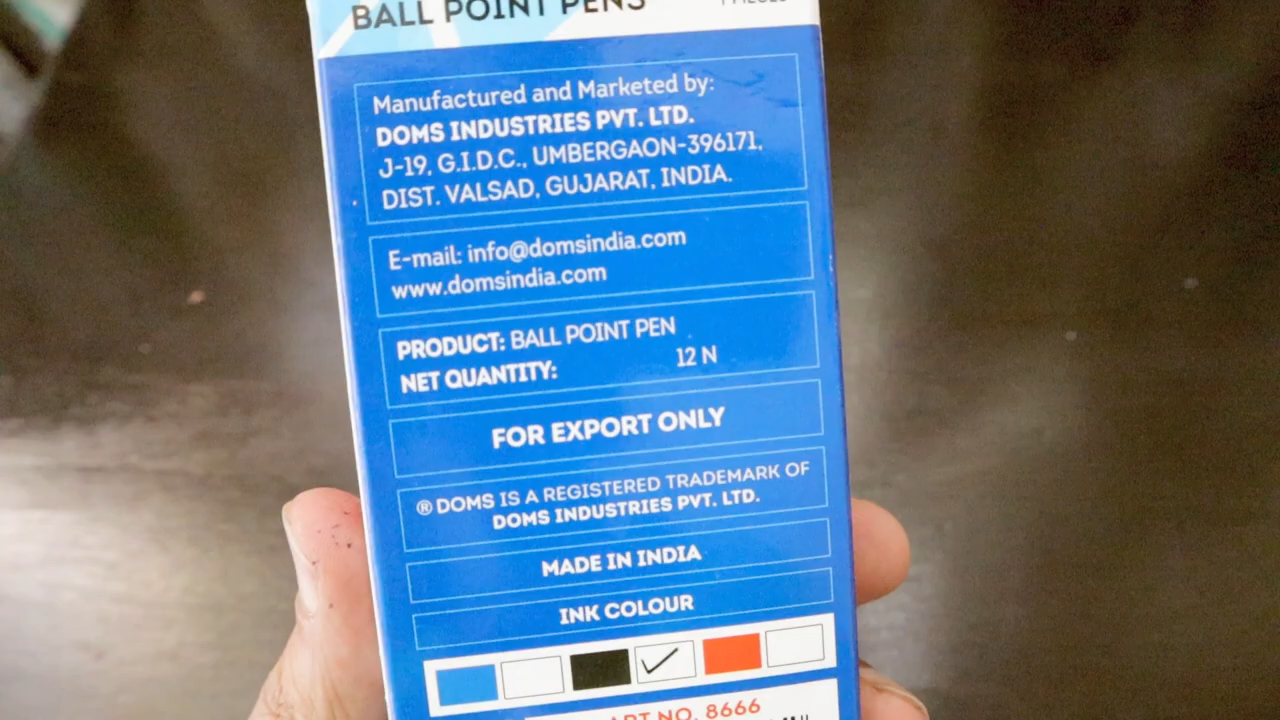 BALL POINT PENS
Manufactured and Marketed by:
DOMS INDUSTRIES PVT. LTD.
J-19, G.I.D.C., UMBERGAON-396171,
DIST. VALSAD, GUJARAT, INDIA.
E-mail: info@domsindia.com
www.domsindia.com
PRODUCT: BALL POINT PEN
NET QUANTITY: 12 N
FOR EXPORT ONLY
® DOMS IS A REGISTERED TRADEMARK OF
DOMS INDUSTRIES PVT. LTD.
MADE IN INDIA
INK COLOUR
ART NO. 8666